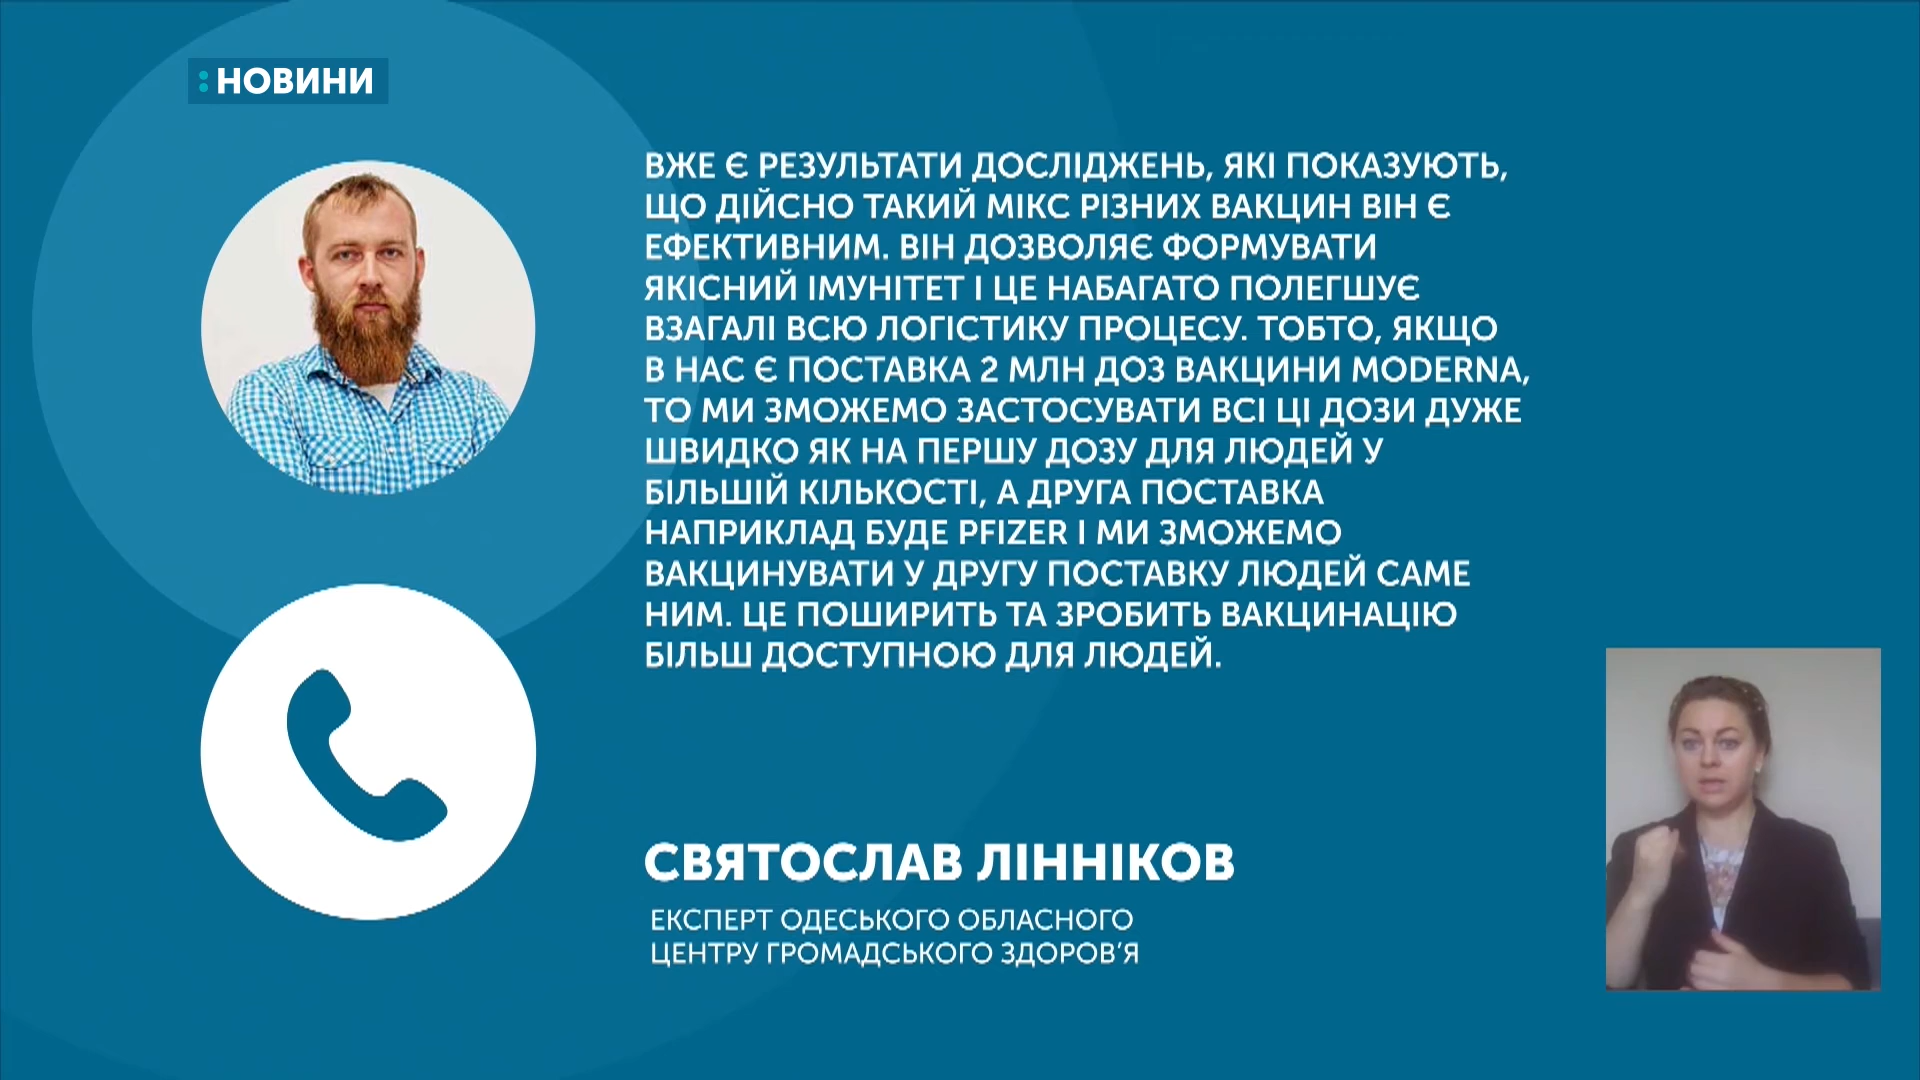 :НОВИНИ
ВЖЕ Є РЕЗУЛЬТАТИ ДОСЛІДЖЕНЬ, ЯКІ ПОКАЗУЮТЬ,
ЩО ДІЙСНО ТАКИЙ МІКС РІЗНИХ ВАКЦИН ВІН Є
ЕФЕКТИВНИМ. ВІН ДОЗВОЛЯЄ ФОРМУВАТИ
ЯКІСНИЙ ІМУНІТЕТ І ЦЕ НАБАГАТО ПОЛЕГШУЄ
ВЗАГАЛІ ВСЮ ЛОГІСТИКУ ПРОЦЕСУ. ТОБТО, ЯКЩО
В НАС Є ПОСТАВКА 2 МЛН ДОЗ ВАКЦИНИ MODERNA,
ТО МИ ЗМОЖЕМО ЗАСТОСУВАТИ ВСІ ЦІ ДОЗИ ДУЖЕ
ШВИДКО ЯК НА ПЕРШУ ДОЗУ ДЛЯ ЛЮДЕЙ У
БІЛЬШІЙ КІЛЬКОСТІ, А ДРУГА ПОСТАВКА
НАПРИКЛАД БУДЕ PFIZER І МИ ЗМОЖЕМО
ВАКЦИНУВАТИ У ДРУГУ ПОСТАВКУ ЛЮДЕЙ САМЕ
НИМ. ЦЕ ПОШИРИТЬ ТА ЗРОБИТЬ ВАКЦИНАЦІЮ
БІЛЬШ ДОСТУПНОЮ ДЛЯ ЛЮДЕЙ.
СВЯТОСЛАВ ЛІННІКОВ
ЕКСПЕРТ ОДЕСЬКОГО ОБЛАСНОГО
ЦЕНТРУ ГРОМАДСЬКОГО ЗДОРОВ'Я